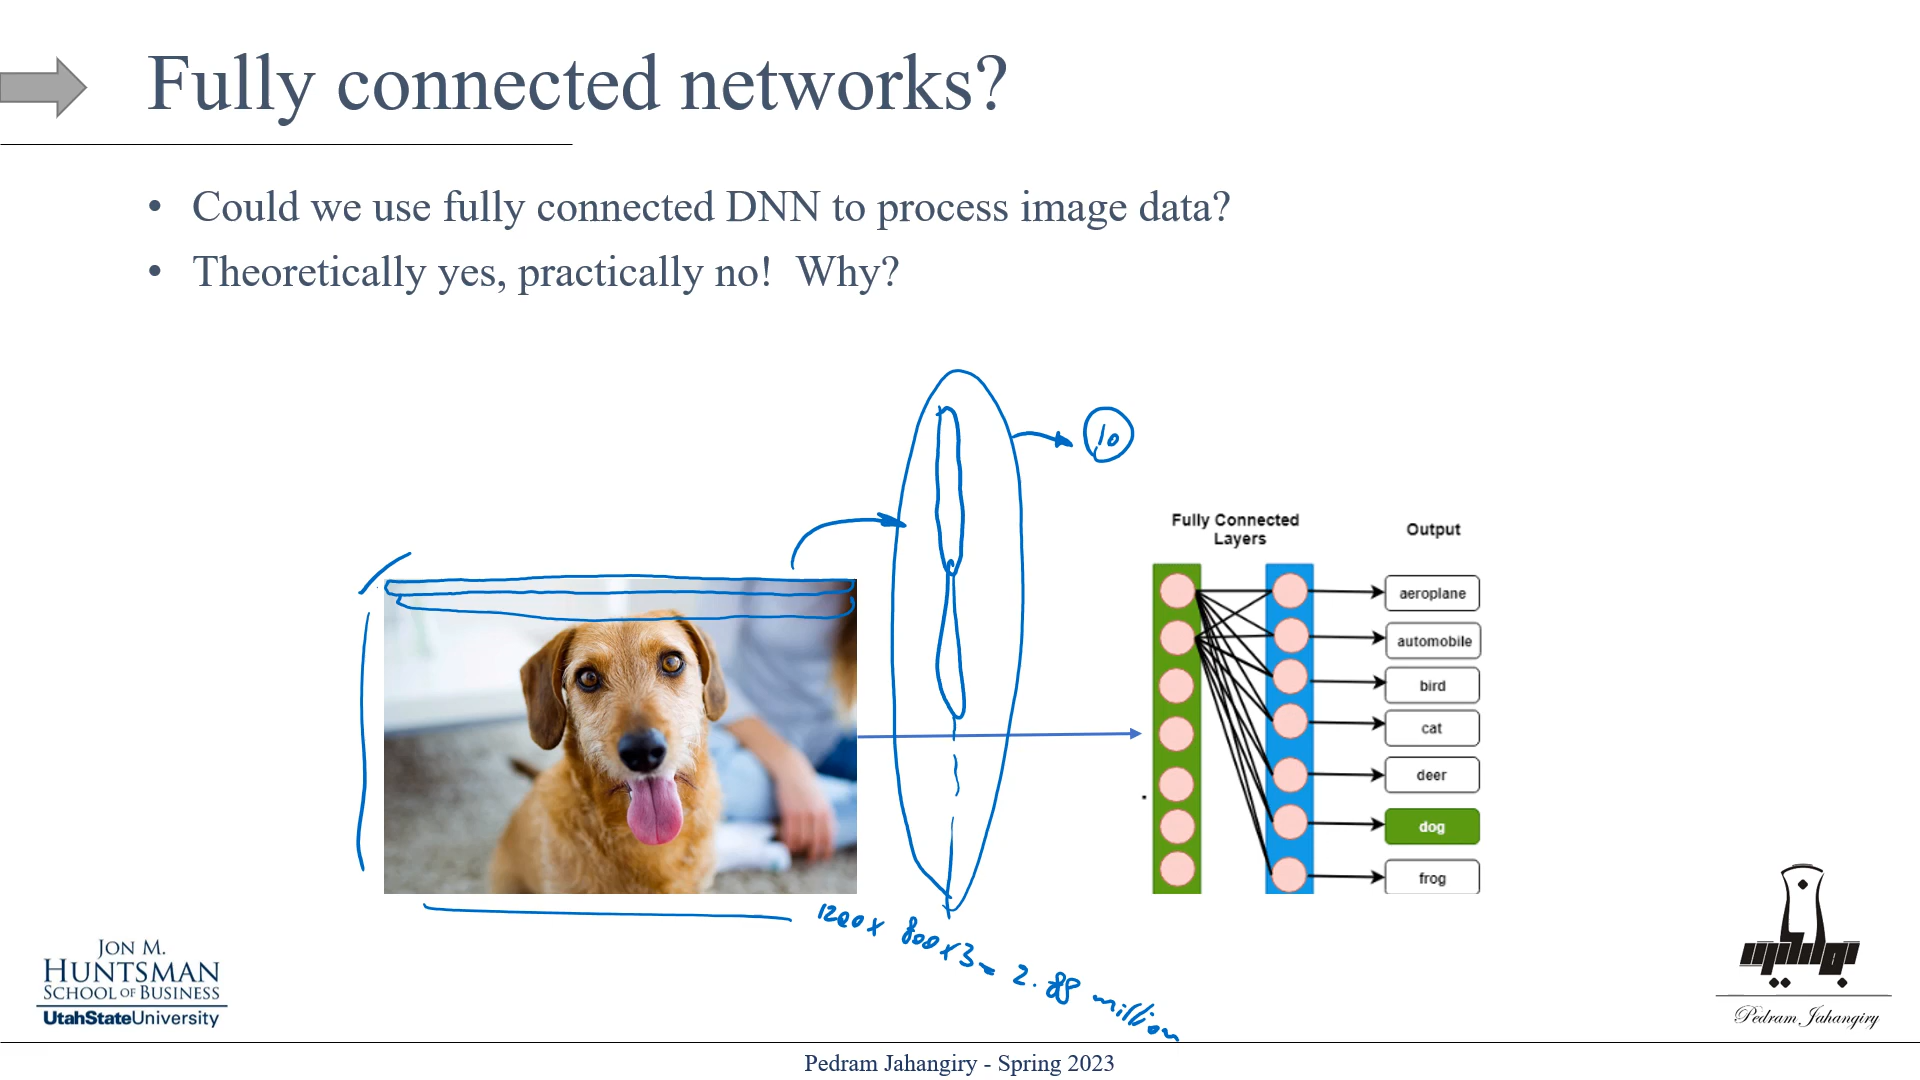 Fully connected networks?
• Could we use fully connected DNN to process image data?
• Theoretically yes, practically no!  Why?
10
Fully Connected
Layers
Output
aeroplane
automobile
bird
cat
deer
dog
frog
1200 x 800 x 3 = 2.88 million
JON M.
HUNTSMAN
SCHOOL OF BUSINESS
UtahStateUniversity
Pedram Jahangiry
Pedram Jahangiry - Spring 2023